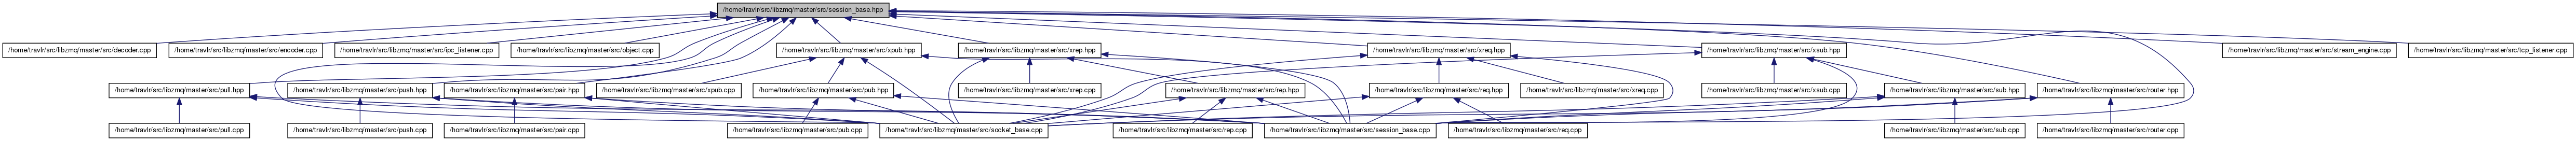 /home/travlr/src/libzmq/master/src/session_base.hpp
/home/travlr/src/libzmq/master/src/decoder.cpp
/home/travlr/src/libzmq/master/src/encoder.cpp
/home/travlr/src/libzmq/master/src/ipc_listener.cpp
/home/travlr/src/libzmq/master/src/object.cpp
/home/travlr/src/libzmq/master/src/xpub.hpp
/home/travlr/src/libzmq/master/src/xrep.hpp
/home/travlr/src/libzmq/master/src/xreq.hpp
/home/travlr/src/libzmq/master/src/xsub.hpp
/home/travlr/src/libzmq/master/src/stream_engine.cpp
/home/travlr/src/libzmq/master/src/tcp_listener.cpp
/home/travlr/src/libzmq/master/src/pull.hpp
/home/travlr/src/libzmq/master/src/push.hpp
/home/travlr/src/libzmq/master/src/pair.hpp
/home/travlr/src/libzmq/master/src/xpub.cpp
/home/travlr/src/libzmq/master/src/pub.hpp
/home/travlr/src/libzmq/master/src/xrep.cpp
/home/travlr/src/libzmq/master/src/rep.hpp
/home/travlr/src/libzmq/master/src/req.hpp
/home/travlr/src/libzmq/master/src/xreq.cpp
/home/travlr/src/libzmq/master/src/xsub.cpp
/home/travlr/src/libzmq/master/src/sub.hpp
/home/travlr/src/libzmq/master/src/router.hpp
/home/travlr/src/libzmq/master/src/pull.cpp
/home/travlr/src/libzmq/master/src/push.cpp
/home/travlr/src/libzmq/master/src/pair.cpp
/home/travlr/src/libzmq/master/src/pub.cpp
/home/travlr/src/libzmq/master/src/socket_base.cpp
/home/travlr/src/libzmq/master/src/rep.cpp
/home/travlr/src/libzmq/master/src/session_base.cpp
/home/travlr/src/libzmq/master/src/req.cpp
/home/travlr/src/libzmq/master/src/sub.cpp
/home/travlr/src/libzmq/master/src/router.cpp